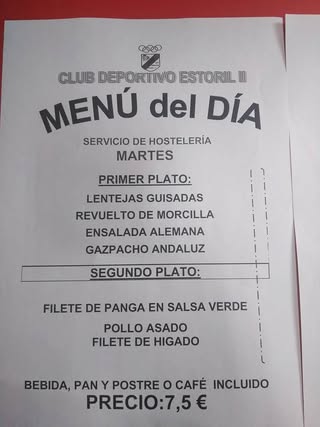 CLUB DEPORTIVO ESTORIL II
MENÚ del DÍA
SERVICIO DE HOSTELERÍA
MARTES
PRIMER PLATO:
LENTEJAS GUISADAS
REVUELTO DE MORCILLA
ENSALADA ALEMANA
GAZPACHO ANDALUZ
SEGUNDO PLATO:
FILETE DE PANGA EN SALSA VERDE
POLLO ASADO
FILETE DE HIGADO
BEBIDA, PAN Y POSTRE O CAFÉ INCLUIDO
PRECIO:7,5 €